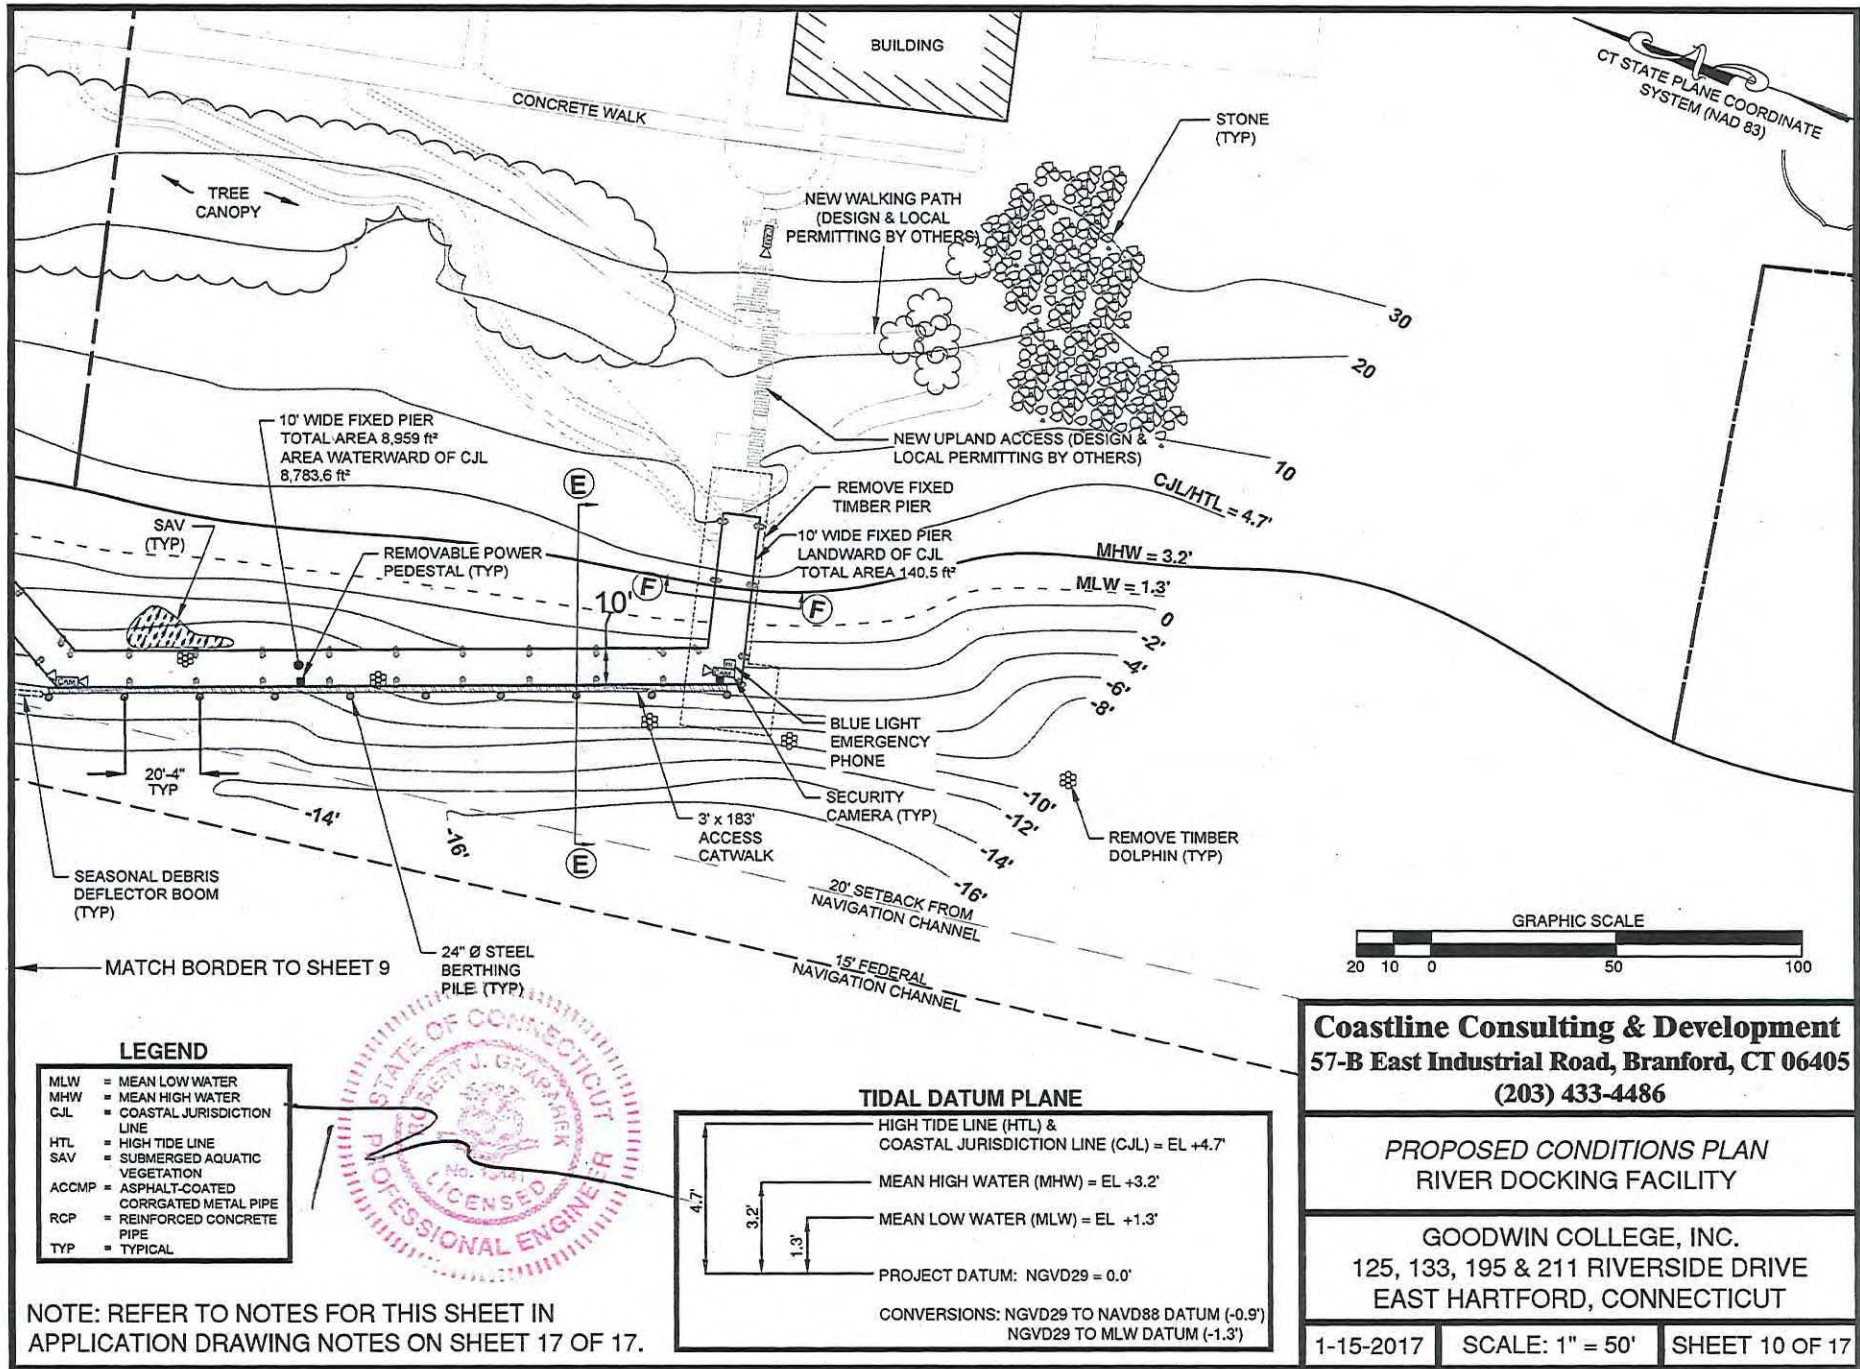 BUILDING
CT STATE PLANE COORDINATE
SYSTEM (NAD 83)
CONCRETE WALK
STONE
(TYP)
TREE
CANOPY
NEW WALKING PATH
(DESIGN & LOCAL
PERMITTING BY OTHERS)
30
20
10
10' WIDE FIXED PIER
TOTAL AREA 8,959 ft²
AREA WATERWARD OF CJL
8,783.6 ft²
NEW UPLAND ACCESS (DESIGN &
LOCAL PERMITTING BY OTHERS)
E
REMOVE FIXED
TIMBER PIER
CJL/HTL = 4.7'
SAV
(TYP)
REMOVABLE POWER
PEDESTAL (TYP)
10' WIDE FIXED PIER
LANDWARD OF CJL
TOTAL AREA 140.5 ft²
MHW = 3.2'
MLW = 1.3'
F
F
10'
0
-2'
-4'
-6'
-8'
CAM
CAM
BLUE LIGHT
EMERGENCY
PHONE
20'-4"
TYP
-14'
-16'
3' x 183'
ACCESS
CATWALK
SECURITY
CAMERA (TYP)
-10'
-12'
-14'
-16'
REMOVE TIMBER
DOLPHIN (TYP)
E
SEASONAL DEBRIS
DEFLECTOR BOOM
(TYP)
20' SETBACK FROM
NAVIGATION CHANNEL
15' FEDERAL
NAVIGATION CHANNEL
GRAPHIC SCALE
20 10 0 50 100
MATCH BORDER TO SHEET 9
24" Ø STEEL
BERTHING
PILE (TYP)
LEGEND
MLW = MEAN LOW WATER
MHW = MEAN HIGH WATER
CJL = COASTAL JURISDICTION
LINE
HTL = HIGH TIDE LINE
SAV = SUBMERGED AQUATIC
VEGETATION
ACCMP = ASPHALT-COATED
CORRGATED METAL PIPE
RCP = REINFORCED CONCRETE
PIPE
TYP = TYPICAL
STATE OF CONNECTICUT
ROBERT J.
LICENSED
PROFESSIONAL ENGINEER
TIDAL DATUM PLANE
HIGH TIDE LINE (HTL) &
COASTAL JURISDICTION LINE (CJL) = EL +4.7'
MEAN HIGH WATER (MHW) = EL +3.2'
MEAN LOW WATER (MLW) = EL +1.3'
4.7'
3.2'
1.3'
PROJECT DATUM: NGVD29 = 0.0'
CONVERSIONS: NGVD29 TO NAVD88 DATUM (-0.9')
NGVD29 TO MLW DATUM (-1.3')
NOTE: REFER TO NOTES FOR THIS SHEET IN
APPLICATION DRAWING NOTES ON SHEET 17 OF 17.
Coastline Consulting & Development
57-B East Industrial Road, Branford, CT 06405
(203) 433-4486
PROPOSED CONDITIONS PLAN
RIVER DOCKING FACILITY
GOODWIN COLLEGE, INC.
125, 133, 195 & 211 RIVERSIDE DRIVE
EAST HARTFORD, CONNECTICUT
1-15-2017 SCALE: 1" = 50' SHEET 10 OF 17